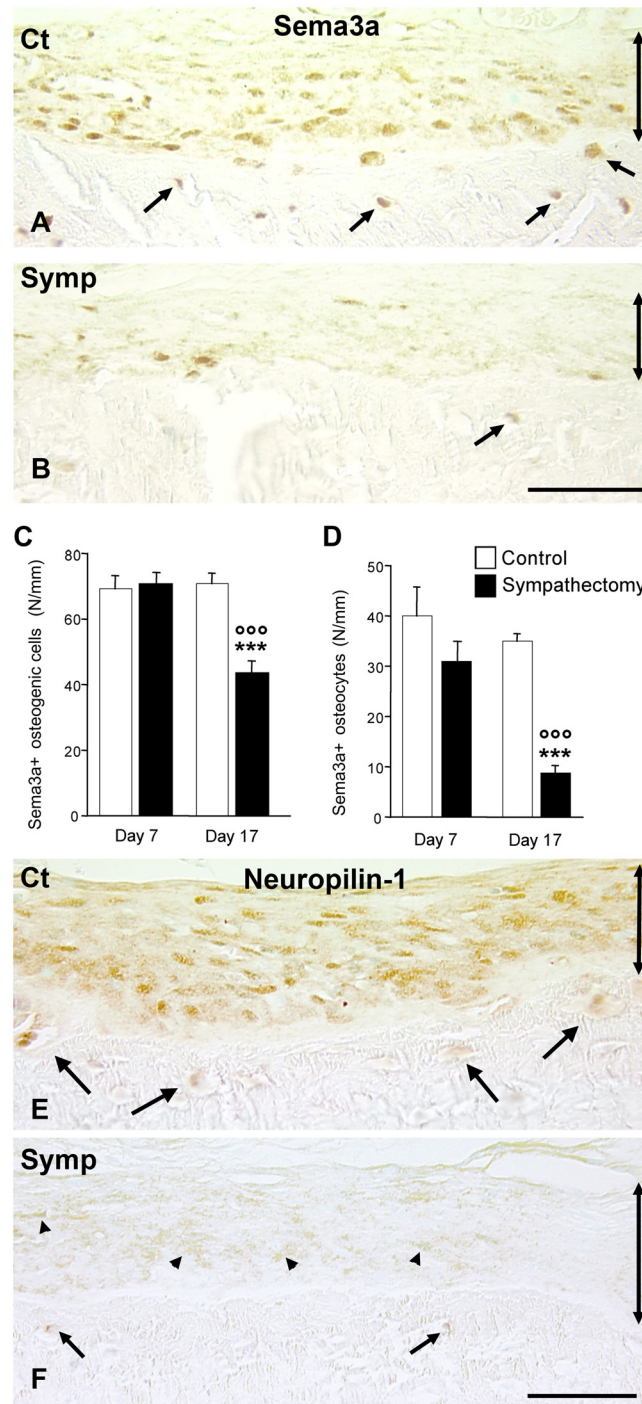 Ct
Sema3a
A
Symp
B
C
D
Control
Sympathectomy
Sema3a+ osteogenic cells (N/mm)
80
60
40
20
0
°°°
***
Day 7
Day 17
Sema3a+ osteocytes (N/mm)
50
40
30
20
10
0
°°°
***
Day 7
Day 17
Ct
Neuropilin-1
E
Symp
F